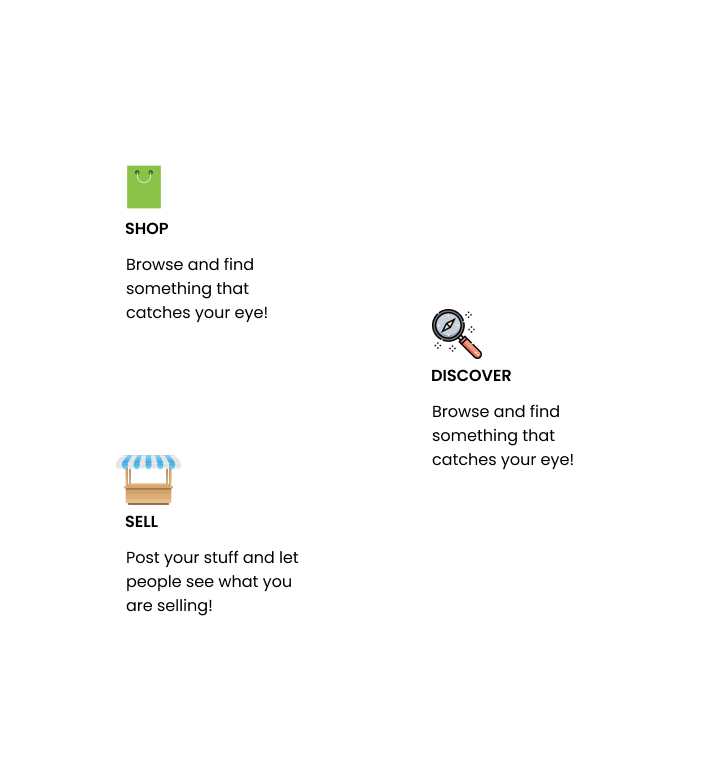 SHOP
Browse and find
something that
catches your eye!
DISCOVER
Browse and find
something that
catches your eye!
SELL
Post your stuff and let
people see what you
are selling!